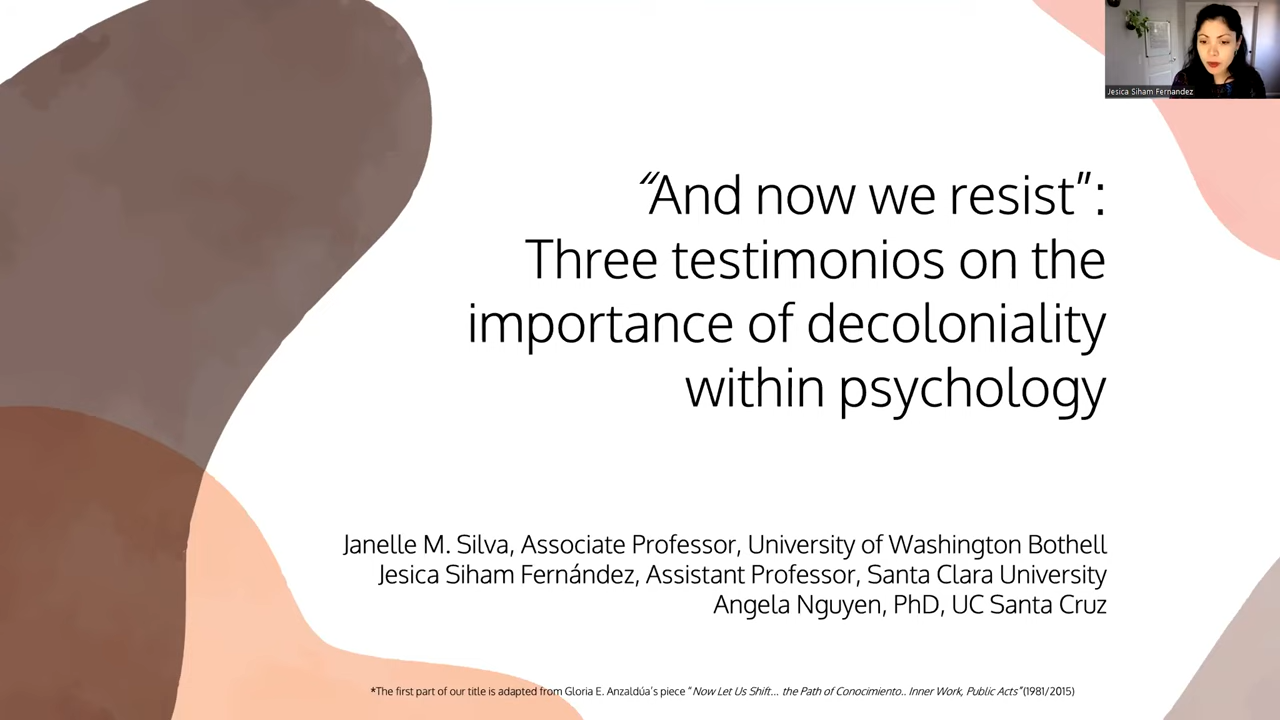 Jesica Siham Fernandez
“And now we resist”:
Three testimonios on the
importance of decoloniality
within psychology
Janelle M. Silva, Associate Professor, University of Washington Bothell
Jesica Siham Fernández, Assistant Professor, Santa Clara University
Angela Nguyen, PhD, UC Santa Cruz
*The first part of our title is adapted from Gloria E. Anzaldúa’s piece “Now Let Us Shift... the Path of Conocimiento.. Inner Work, Public Acts”(1981/2015)